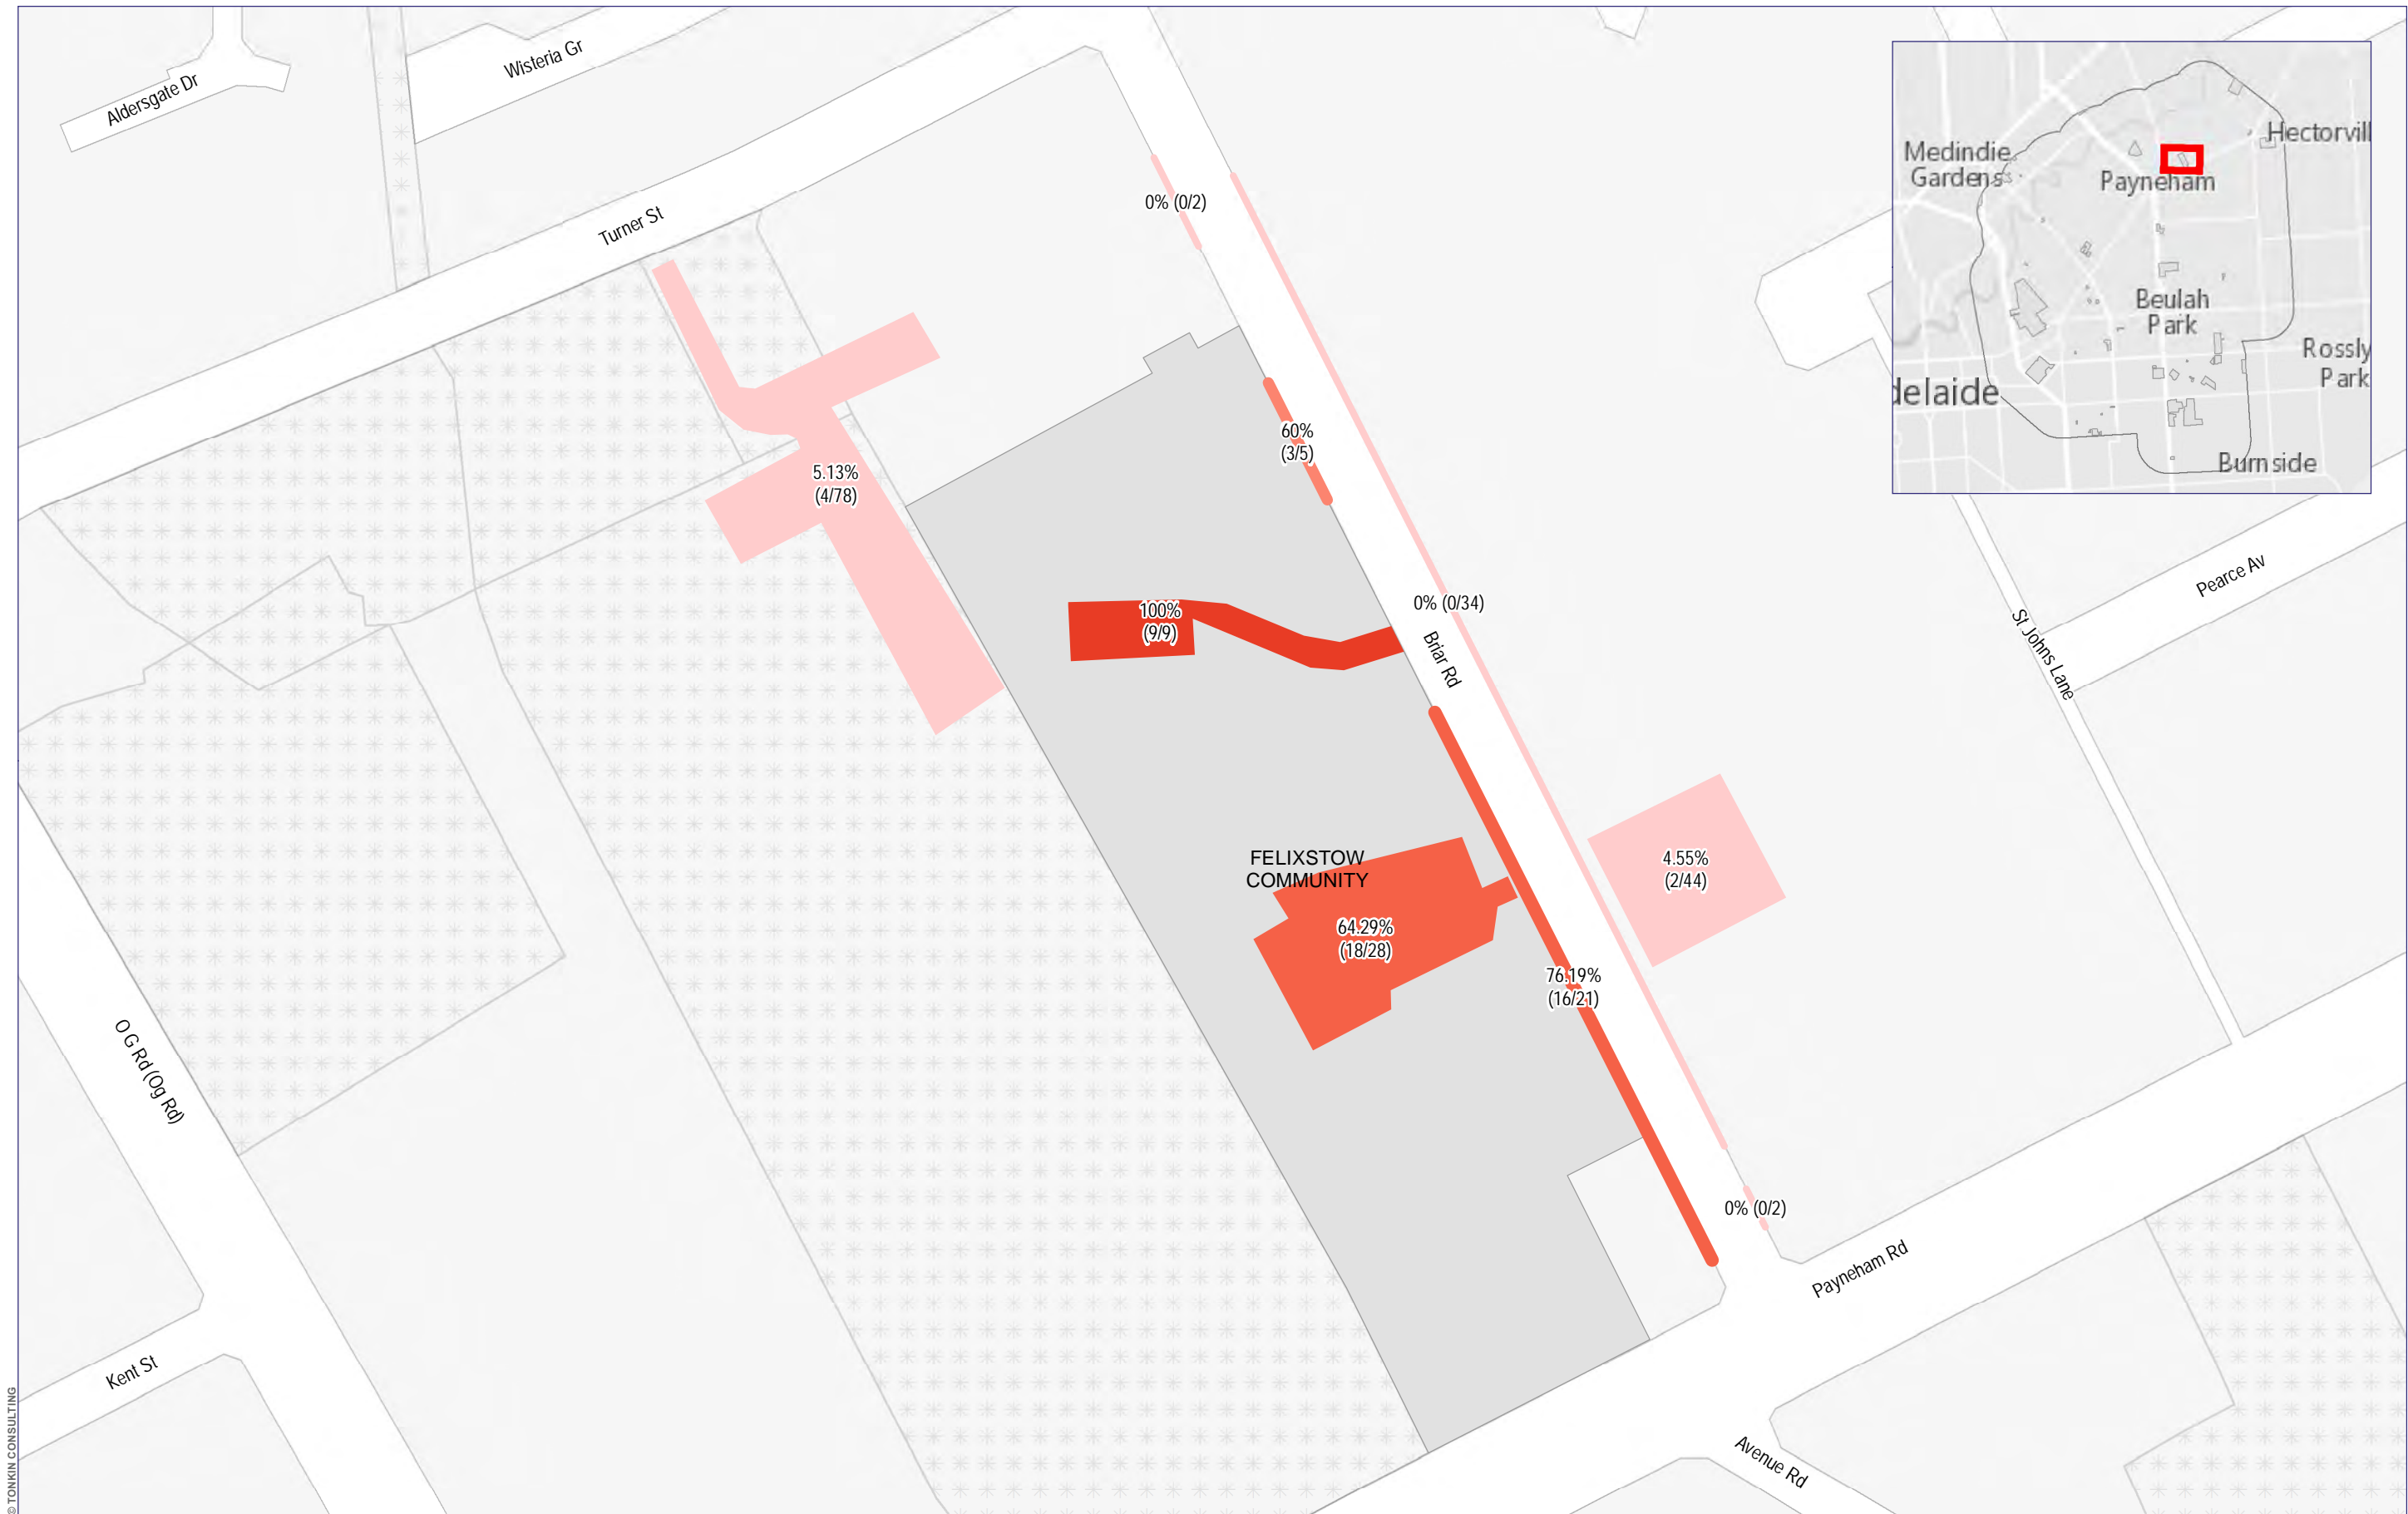 Aldersgate Dr
Wisteria Gr
Turner St
0% (0/2)
Medindie
Gardens
Hectorvill
Payneham
Beulah
Park
Rossly
Park
delaide
Burnside
60%
(3/5)
5.13%
(4/78)
100%
(9/9)
0% (0/34)
Briar Rd
Pearce Av
St Johns Lane
FELIXSTOW
COMMUNITY
64.29%
(18/28)
4.55%
(2/44)
76.19%
(16/21)
O G Rd (Og Rd)
0% (0/2)
Payneham Rd
Kent St
Avenue Rd
© TONKIN CONSULTING